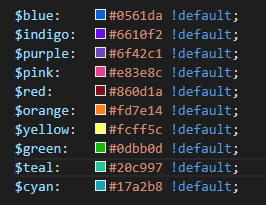 $blue: #0561da !default;
$indigo: #6610f2 !default;
$purple: #6f42c1 !default;
$pink: #e83e8c !default;
$red: #860d1a !default;
$orange: #fd7e14 !default;
$yellow: #fcff5c !default;
$green: #0dbb0d !default;
$teal: #20c997 !default;
$cyan: #17a2b8 !default;